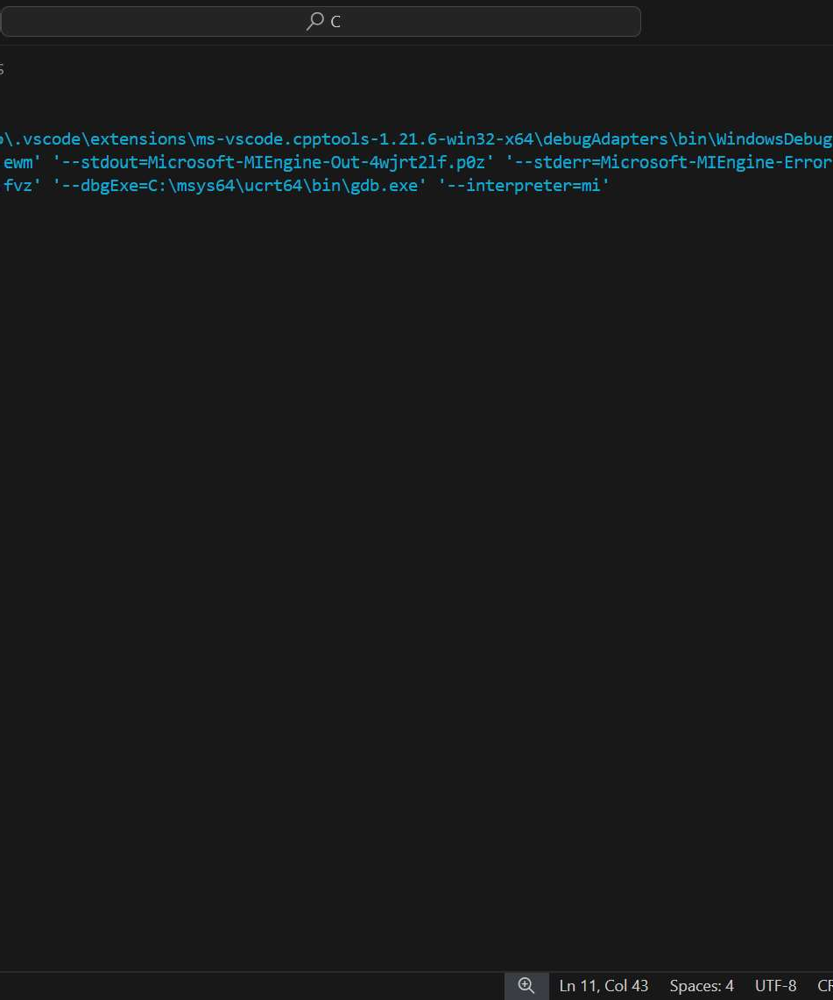 C
\.vscode\extensions\ms-vscode.cpptools-1.21.6-win32-x64\debugAdapters\bin\WindowsDebug
ewm' '--stdout=Microsoft-MIEngine-Out-4wjrt2lf.p0z' '--stderr=Microsoft-MIEngine-Error
fvz' '--dbgExe=C:\msys64\ucrt64\bin\gdb.exe' '--interpreter=mi'
Ln 11, Col 43 Spaces: 4 UTF-8